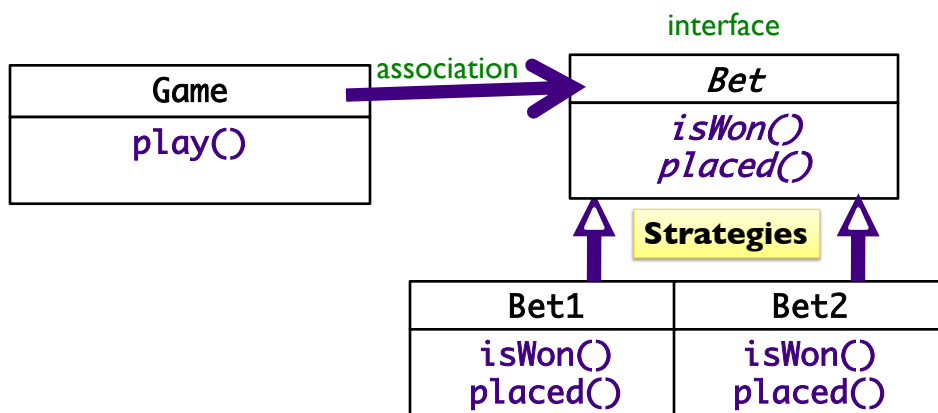 interface
association
Game
Bet
play()
isWon()
placed()
Strategies
Bet1
Bet2
isWon()
isWon()
placed()
placed()